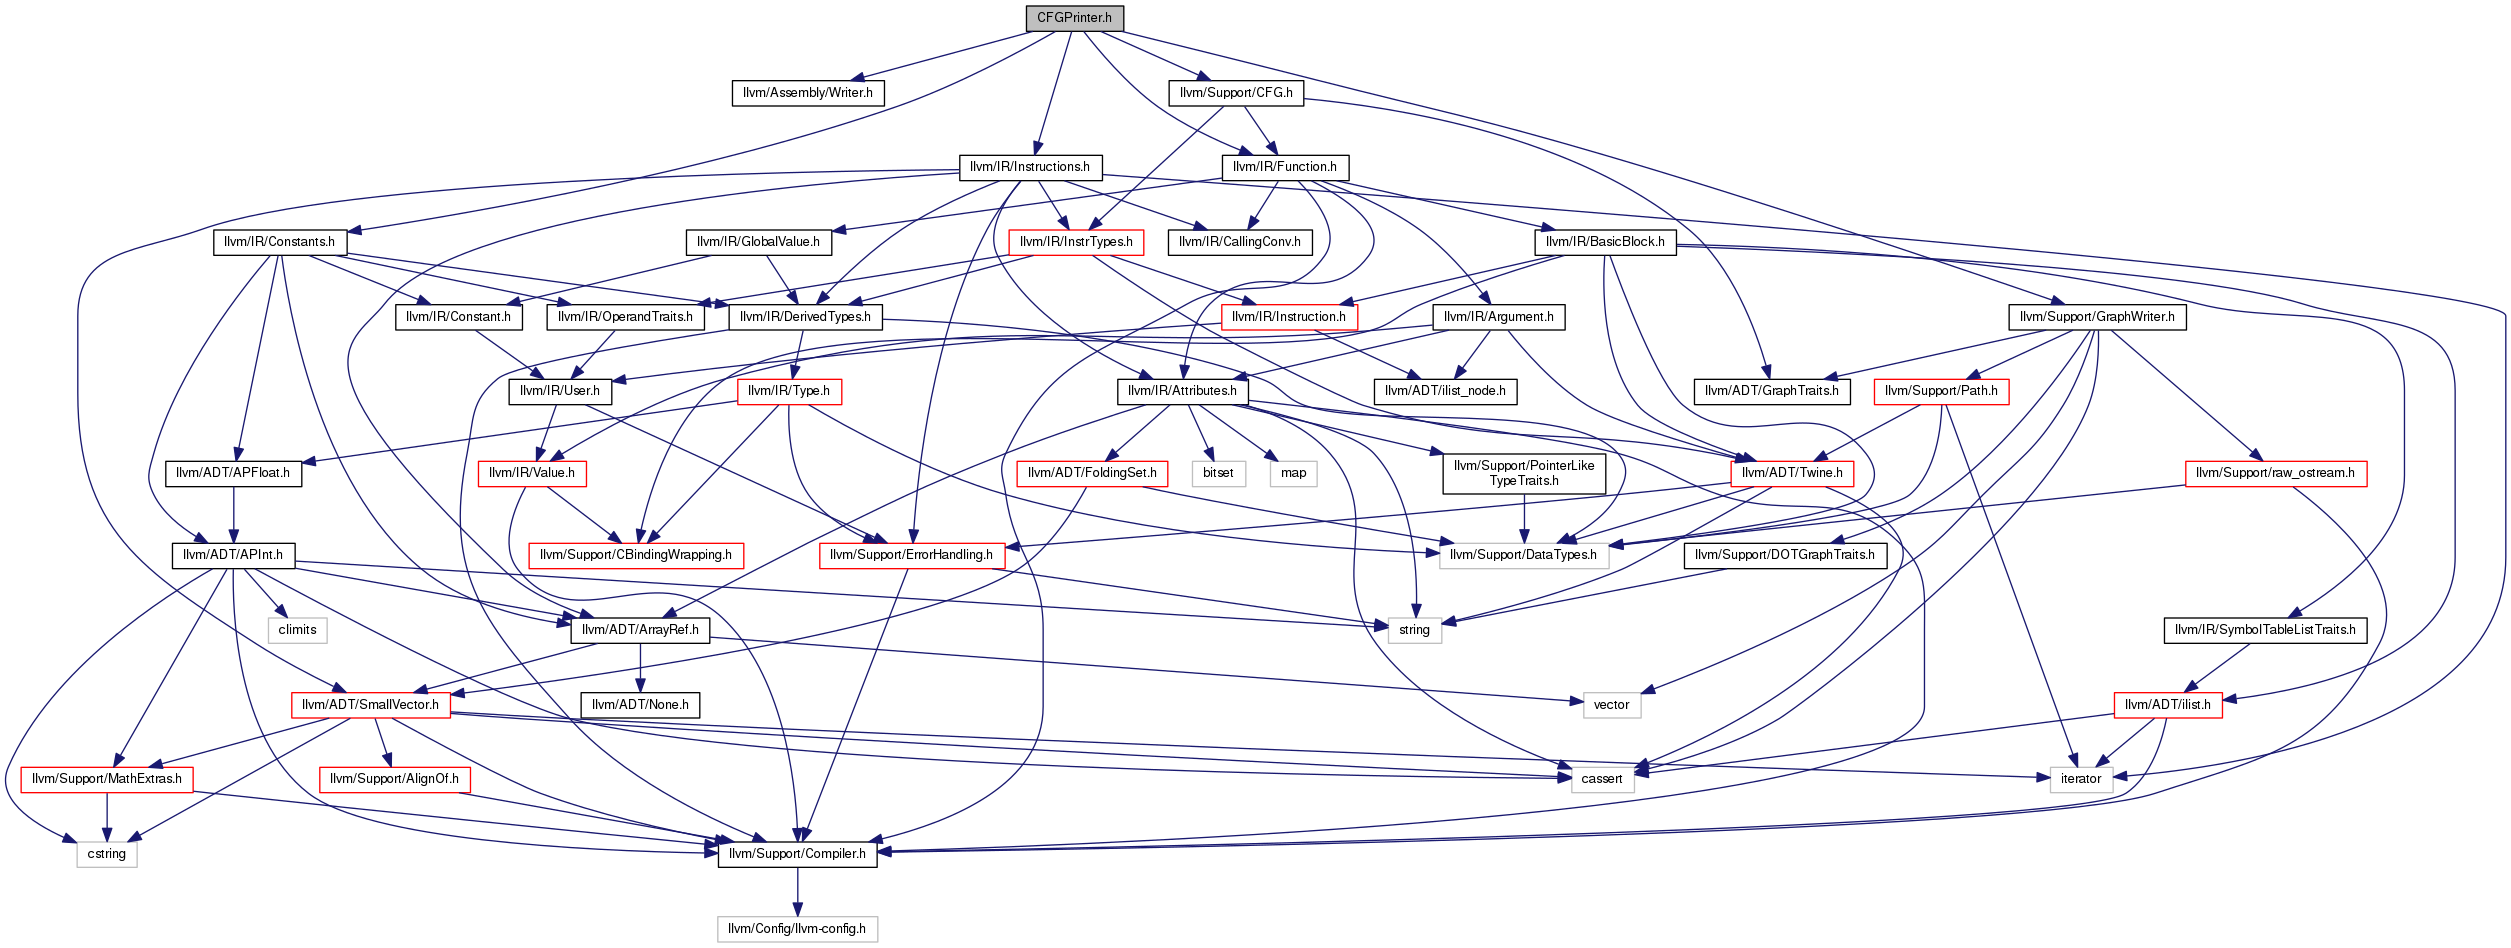 CFGPrinter.h
llvm/Assembly/Writer.h
llvm/Support/CFG.h
llvm/IR/Instructions.h
llvm/IR/Function.h
llvm/IR/Constants.h
llvm/IR/GlobalValue.h
llvm/IR/InstrTypes.h
llvm/IR/CallingConv.h
llvm/IR/BasicBlock.h
llvm/IR/Constant.h
llvm/IR/OperandTraits.h
llvm/IR/DerivedTypes.h
llvm/IR/Instruction.h
llvm/IR/Argument.h
llvm/Support/GraphWriter.h
llvm/IR/User.h
llvm/IR/Type.h
llvm/IR/Attributes.h
llvm/ADT/ilist_node.h
llvm/ADT/GraphTraits.h
llvm/Support/Path.h
llvm/ADT/APFloat.h
llvm/IR/Value.h
llvm/ADT/FoldingSet.h
bitset
map
llvm/Support/PointerLike
TypeTraits.h
llvm/ADT/Twine.h
llvm/Support/raw_ostream.h
llvm/ADT/APInt.h
llvm/Support/CBindingWrapping.h
llvm/Support/ErrorHandling.h
llvm/Support/DataTypes.h
llvm/Support/DOTGraphTraits.h
climits
llvm/ADT/ArrayRef.h
string
llvm/IR/SymbolTableListTraits.h
llvm/ADT/SmallVector.h
llvm/ADT/None.h
vector
llvm/ADT/ilist.h
llvm/Support/MathExtras.h
llvm/Support/AlignOf.h
cassert
iterator
cstring
llvm/Support/Compiler.h
llvm/Config/llvm-config.h